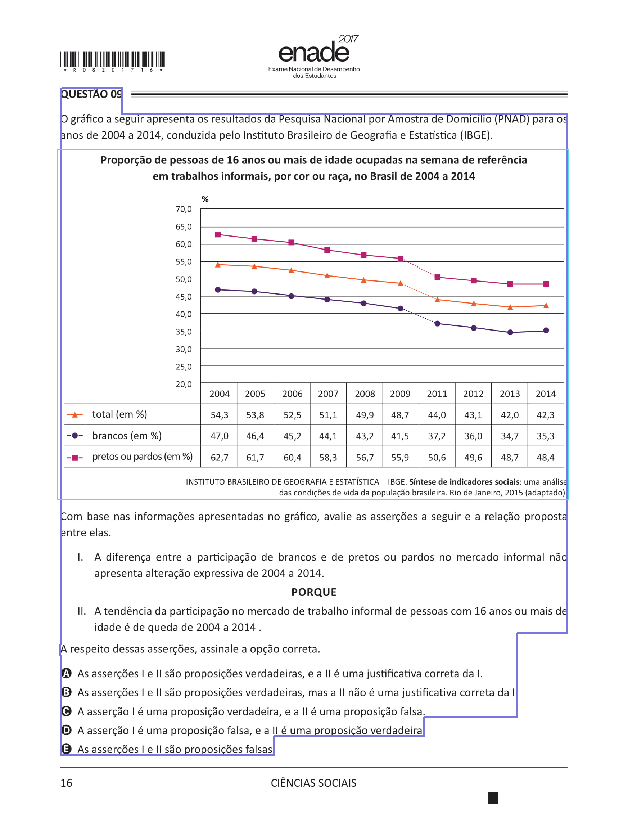 *R0820171 6*
2017
enade
Exame Nacional de Desempenho
dos Estudantes
QUESTÃO 09
O gráfico a seguir apresenta os resultados da Pesquisa Nacional por Amostra de Domicílio (PNAD) para os
anos de 2004 a 2014, conduzida pelo Instituto Brasileiro de Geografia e Estatística (IBGE).
Proporção de pessoas de 16 anos ou mais de idade ocupadas na semana de referência
em trabalhos informais, por cor ou raça, no Brasil de 2004 a 2014
%
70,0
65,0
60,0
55,0
50,0
45,0
40,0
35,0
30,0
25,0
20,0
2004 2005 2006 2007 2008 2009 2011 2012 2013 2014
total (em %) 54,3 53,8 52,5 51,1 49,9 48,7 44,0 43,1 42,0 42,3
brancos (em %) 47,0 46,4 45,2 44,1 43,2 41,5 37,2 36,0 34,7 35,3
pretos ou pardos (em %) 62,7 61,7 60,4 58,3 56,7 55,9 50,6 49,6 48,7 48,4
INSTITUTO BRASILEIRO DE GEOGRAFIA E ESTATÍSTICA – IBGE. Síntese de indicadores sociais: uma análise
das condições de vida da população brasileira. Rio de Janeiro, 2015 (adaptado).
Com base nas informações apresentadas no gráfico, avalie as asserções a seguir e a relação proposta
entre elas.
I. A diferença entre a participação de brancos e de pretos ou pardos no mercado informal não
apresenta alteração expressiva de 2004 a 2014.
PORQUE
II. A tendência da participação no mercado de trabalho informal de pessoas com 16 anos ou mais de
idade é de queda de 2004 a 2014 .
A respeito dessas asserções, assinale a opção correta.
A As asserções I e II são proposições verdadeiras, e a II é uma justificativa correta da I.
B As asserções I e II são proposições verdadeiras, mas a II não é uma justificativa correta da I.
C A asserção I é uma proposição verdadeira, e a II é uma proposição falsa.
D A asserção I é uma proposição falsa, e a II é uma proposição verdadeira.
E As asserções I e II são proposições falsas.
16 CIÊNCIAS SOCIAIS